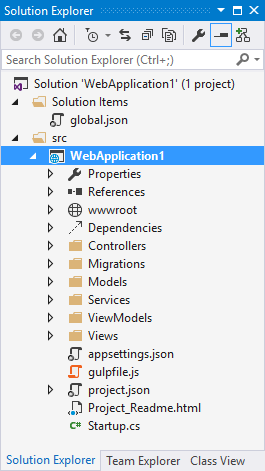 Solution Explorer
Search Solution Explorer (Ctrl+;)
Solution 'WebApplication1' (1 project)
Solution Items
global.json
src
WebApplication1
Properties
References
wwwroot
Dependencies
Controllers
Migrations
Models
Services
ViewModels
Views
appsettings.json
gulpfile.js
project.json
Project_Readme.html
C# Startup.cs
Solution Explorer Team Explorer Class View